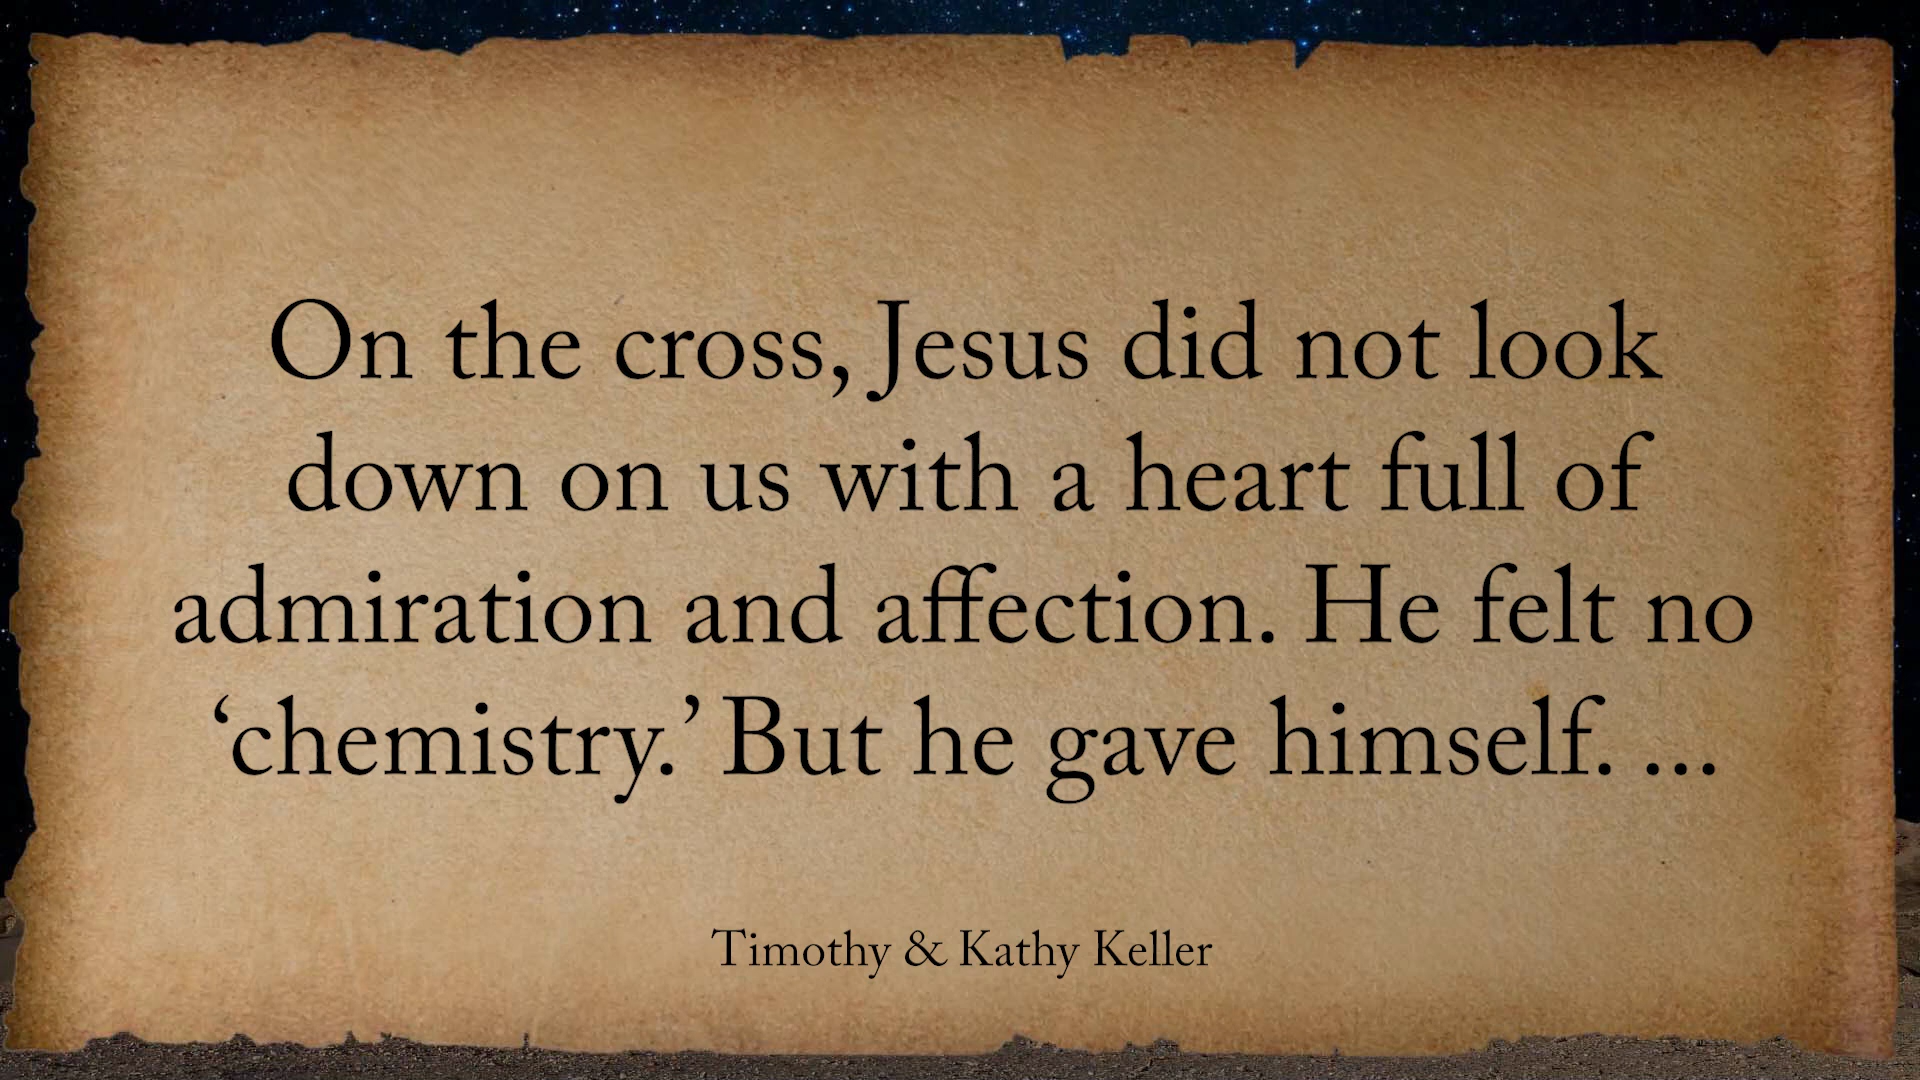 On the cross, Jesus did not look
down on us with a heart full of
admiration and affection. He felt no
‘chemistry.’ But he gave himself. ...
Timothy & Kathy Keller